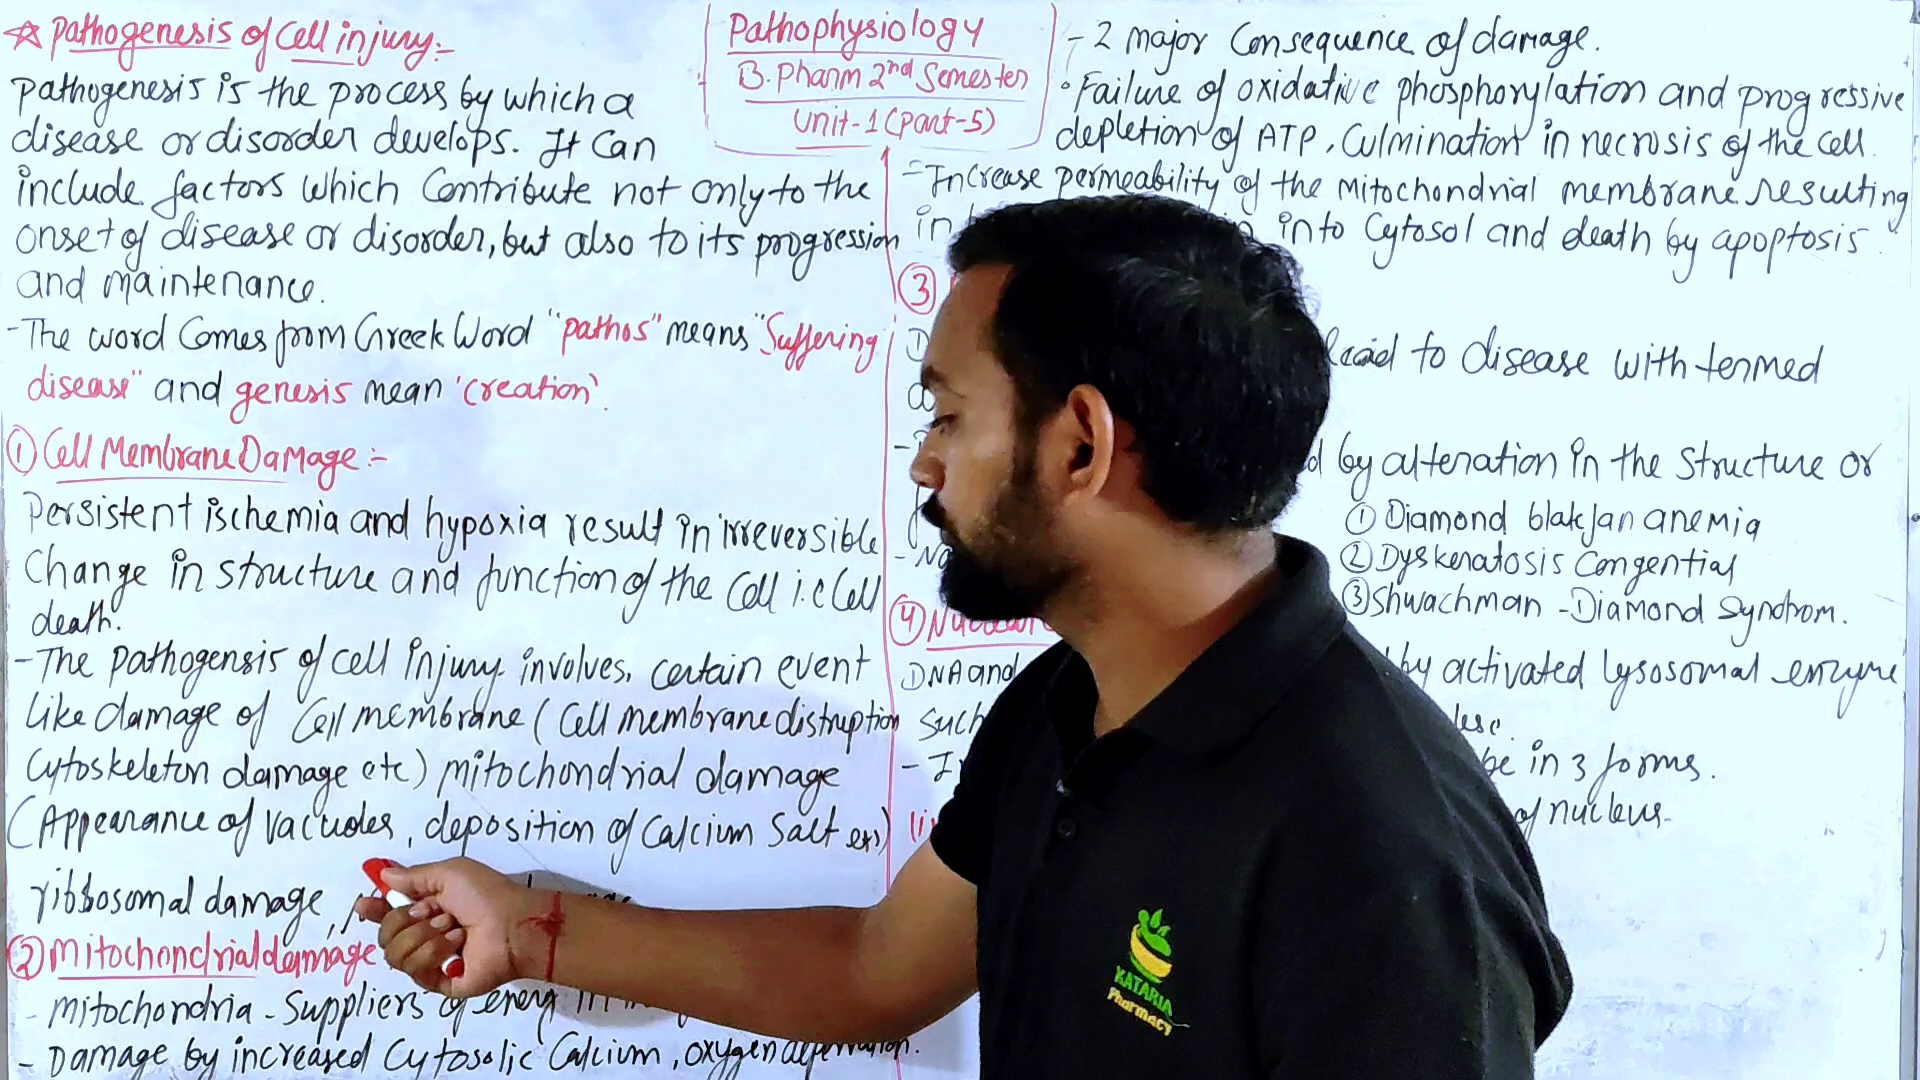 ☆ Pathogenesis of Cell injury:-
Pathogenesis is the process by which a
disease or disorder develops. It Can
include factors which Contribute not only to the
onset of disease or disorder, but also to its progression
and maintenance.
- The word Comes from Greek Word "pathos" means "Suffering
disease" and genesis mean 'creation'.
① Cell Membrane Damage:-
Persistent ischemia and hypoxia result in irreversible
Change in structure and function of the Cell i.e Cell
death.
- The Pathogensis of cell injury involves, certain event
like damage of Cell membrane (Cell membrane distruption
Cytoskeleton damage etc) mitochondrial damage
(Appearance of vacuoles, deposition of Calcium Salt etc)
ribbosomal damage,
② Mitochondrial damage
- Mitochondria - Suppliers of energ
- Damage by increased Cytosolic Calcium, oxygen
Pathophysiology
B. Pharm 2nd Semester
Unit-1 (Part-5)
- 2 major Consequence of damage.
• Failure of oxidative phosphorylation and progressive
depletion of ATP, Culmination in necrosis of the cell.
- Increase permeability of the Mitochondrial membrane resulting
in into Cytosol and death by apoptosis.
③
lead to disease with termed
by alteration in the Structure or
① Diamond blakfan anemia
② Dyskeratosis Congential
③ Shwachman - Diamond Syndrom.
④
DNA and by activated lysosomal enzyme
Such
be in 3 forms.
of nucleus.
KATARIA
Pharmacy